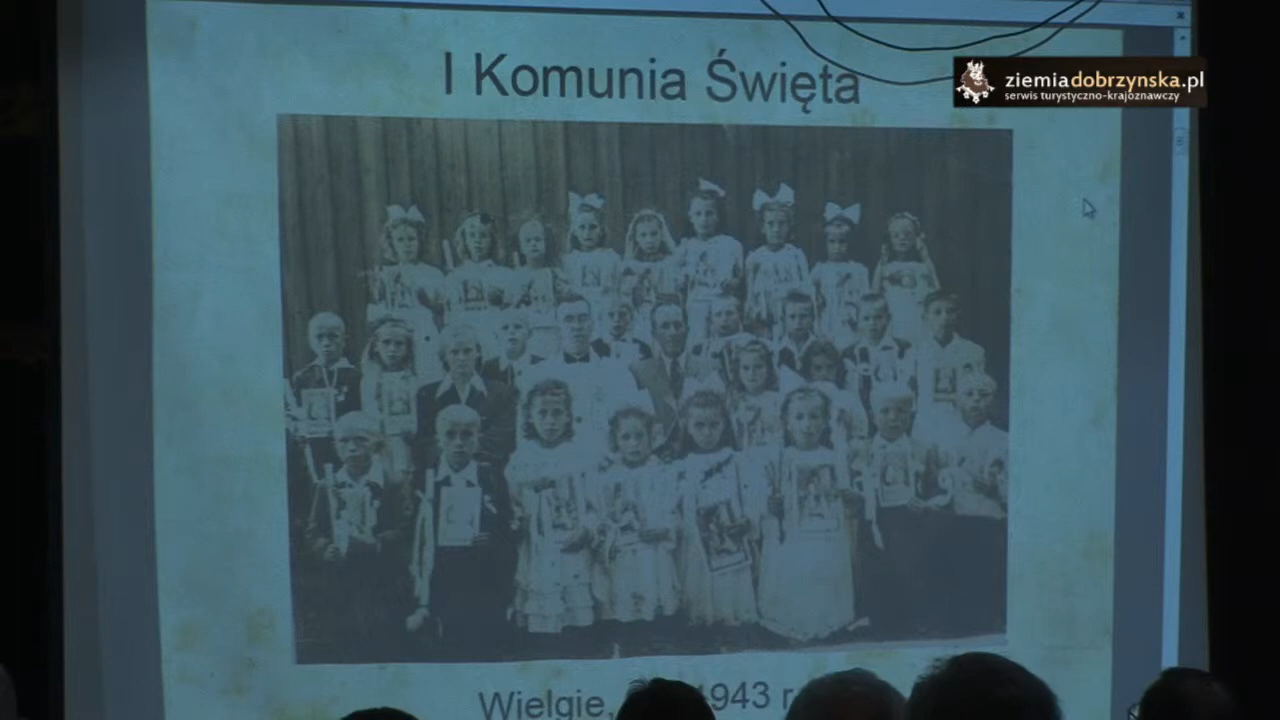 I Komunia Święta
ziemiadobrzynska.pl
serwis turystyczno-krajoznawczy
Wielgie, 1943 r